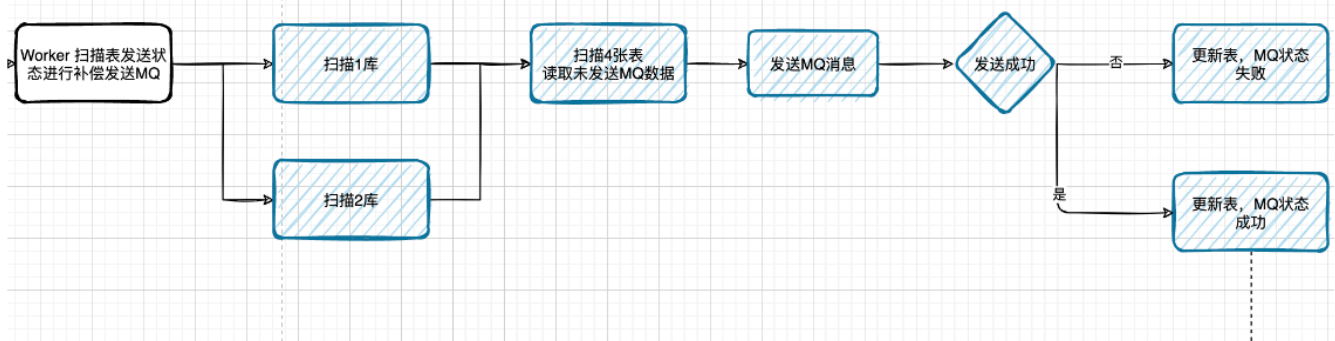 Worker 扫描表发送状
态进行补偿发送MQ
扫描1库
扫描2库
扫描4张表
读取未发送MQ数据
发送MQ消息
发送成功
否
更新表，MQ状态
失败
是
更新表，MQ状态
成功